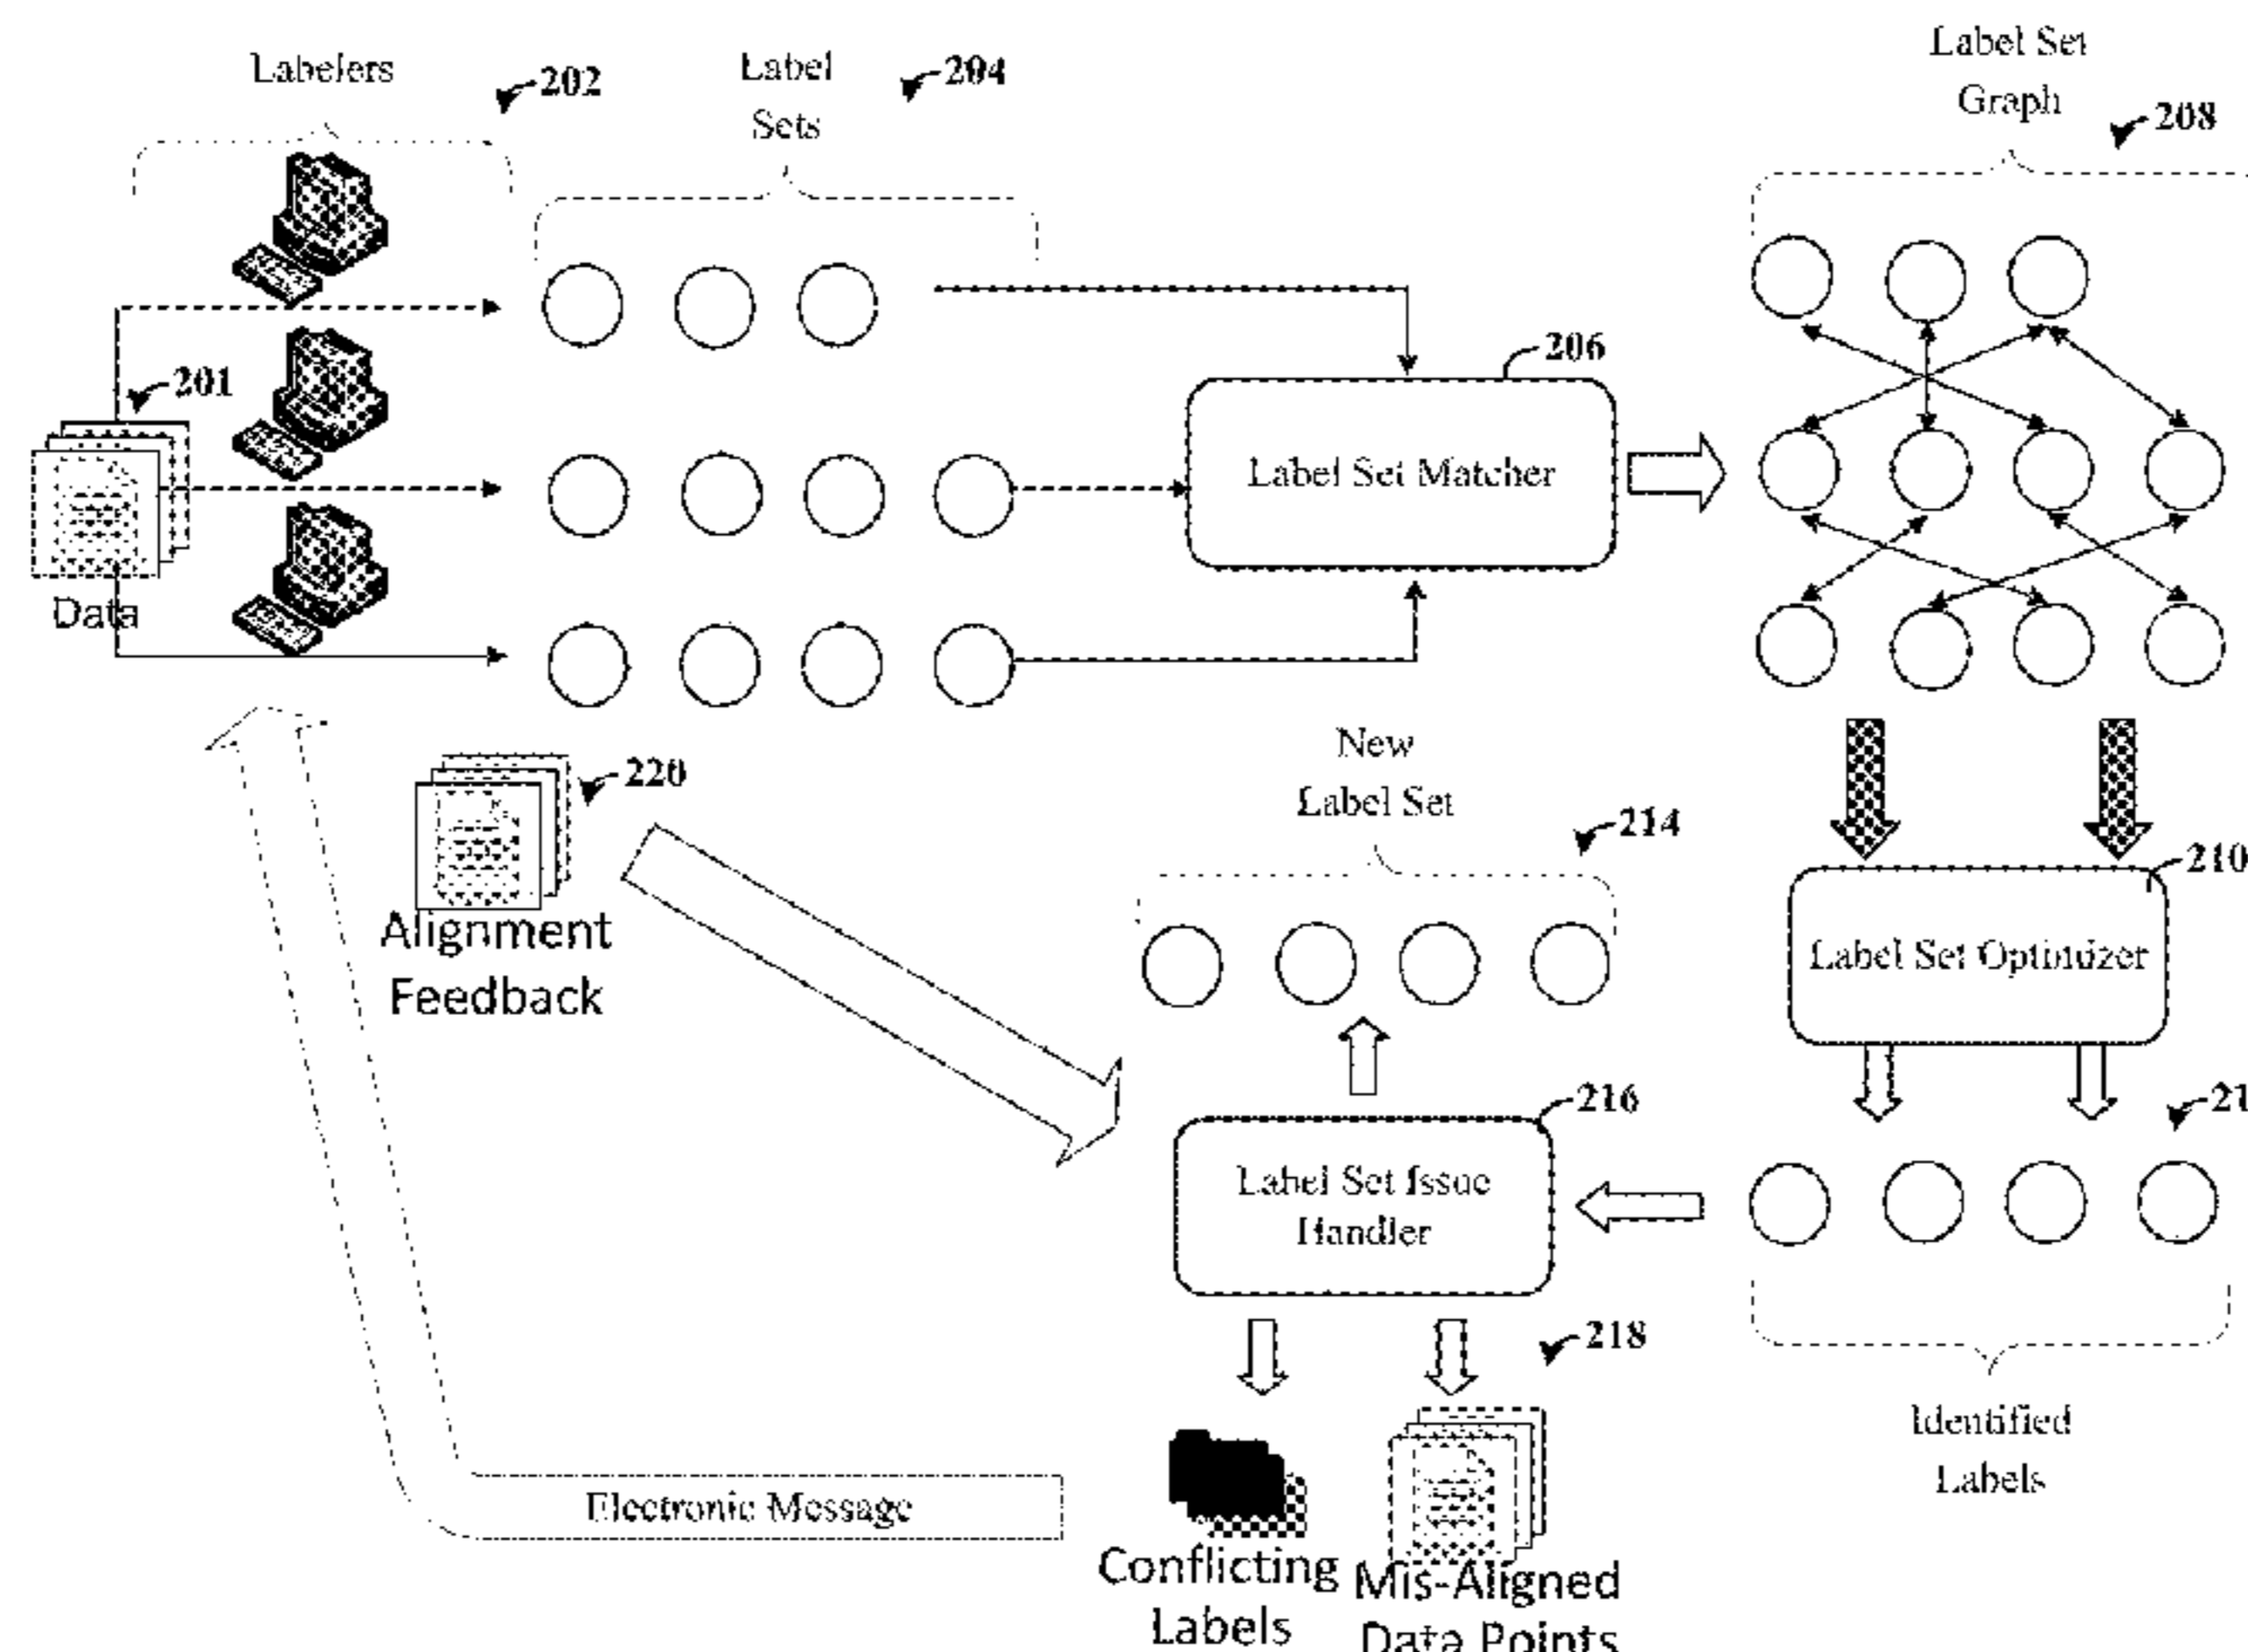 Labelers
202
Label
Sets
204
Label Set
Graph
208
201
Data
206
Label Set Matcher
220
Alignment
Feedback
New
Label Set
214
210
Label Set Optimizer
216
Label Set Issue
Handler
21
218
Identified
Labels
Electronic Message
Conflicting
Labels
Mis-Aligned
Data Points